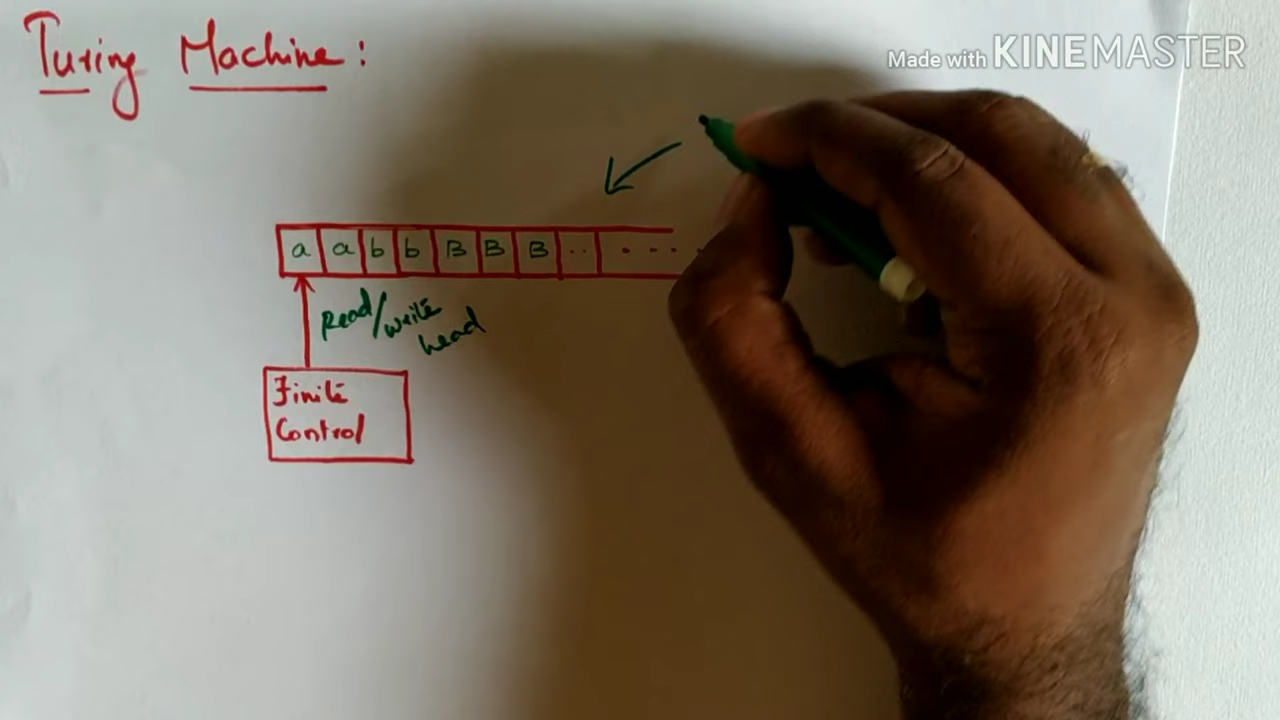 Turing Machine:
Made with KINEMASTER
a a b b B B B .. . - - -
Read/write
head
Finite
Control